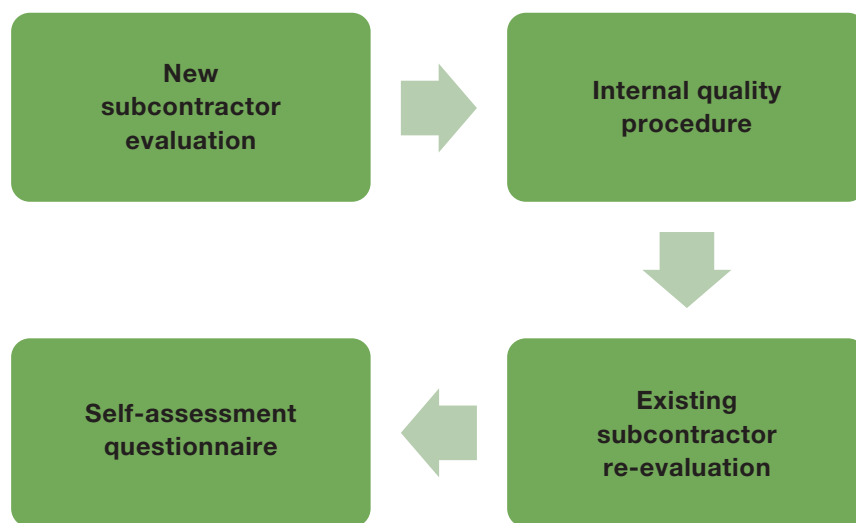 New
subcontractor
evaluation
Internal quality
procedure
Existing
subcontractor
re-evaluation
Self-assessment
questionnaire